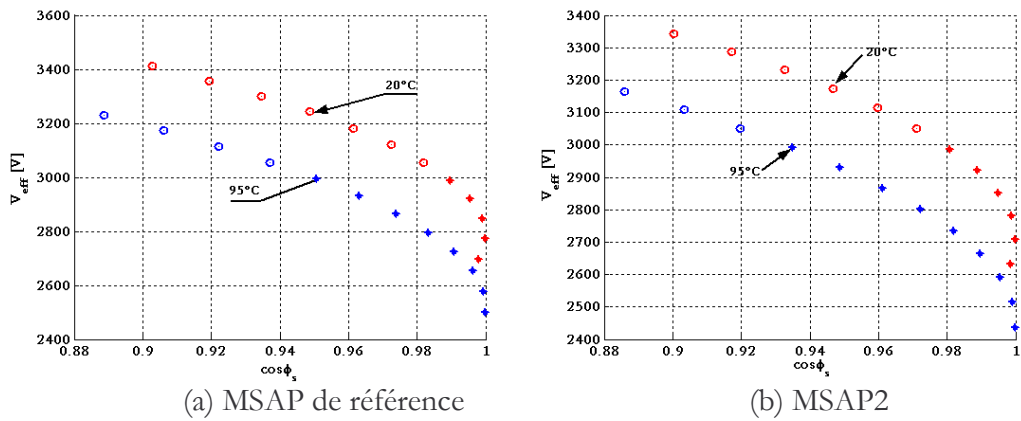 3600
3400
3200
3000
2800
2600
2400
V_eff [V]
20°C
95°C
0.88 0.9 0.92 0.94 0.96 0.98 1
cosϕ_s
(a) MSAP de référence
3400
3300
3200
3100
3000
2900
2800
2700
2600
2500
2400
V_eff [V]
20°C
95°C
0.88 0.9 0.92 0.94 0.96 0.98 1
cosϕ_s
(b) MSAP2